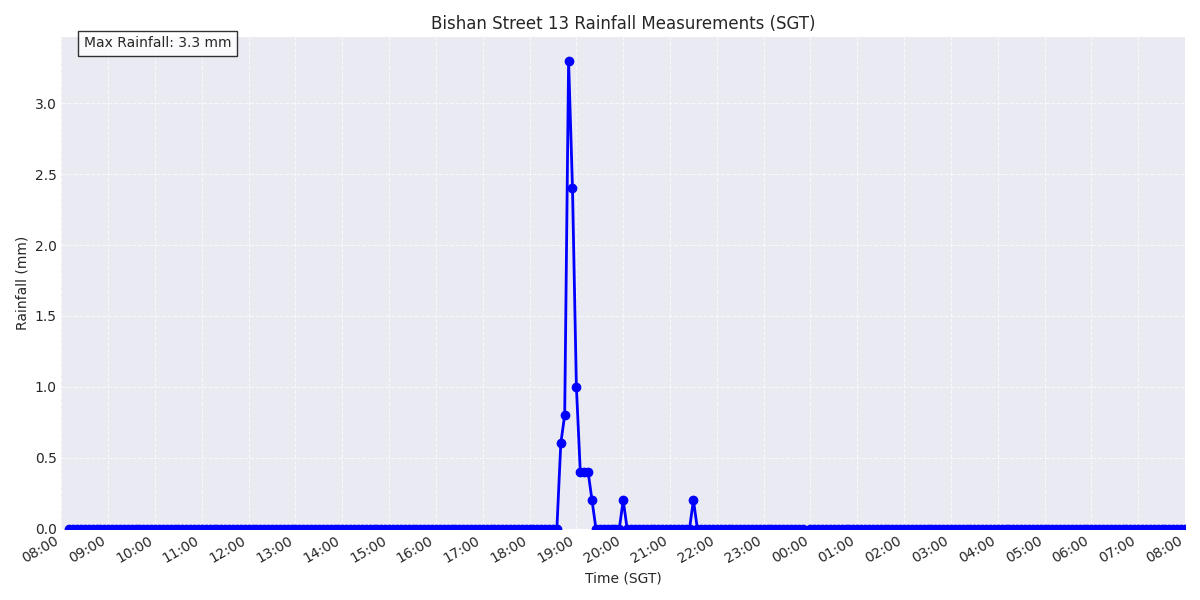 Bishan Street 13 Rainfall Measurements (SGT)
Max Rainfall: 3.3 mm
Rainfall (mm)
3.0
2.5
2.0
1.5
1.0
0.5
0.0
08:00 09:00 10:00 11:00 12:00 13:00 14:00 15:00 16:00 17:00 18:00 19:00 20:00 21:00 22:00 23:00 00:00 01:00 02:00 03:00 04:00 05:00 06:00 07:00 08:00
Time (SGT)